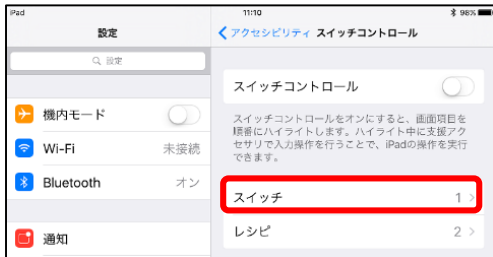 iPad 11:10 98%
設定
アクセシビリティ スイッチコントロール
設定
機内モード
Wi-Fi 未接続
Bluetooth オン
通知
スイッチコントロール
スイッチコントロールをオンにすると、画面項目を
順番にハイライトします。ハイライト中に支援アク
セサリで入力操作を行うことで、iPadの操作を実行
できます。
スイッチ 1
レシピ 2